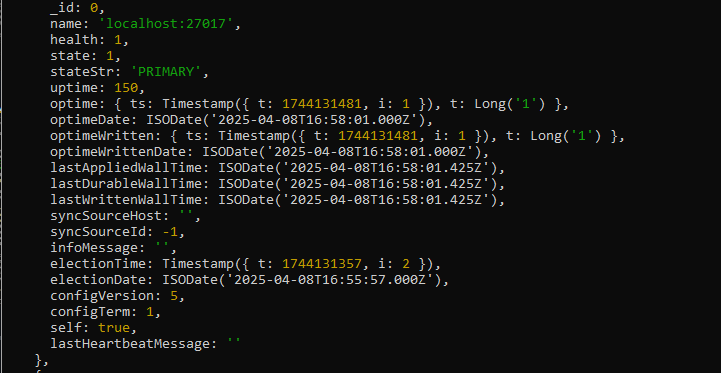 _id: 0,
name: 'localhost:27017',
health: 1,
state: 1,
stateStr: 'PRIMARY',
uptime: 150,
optime: { ts: Timestamp({ t: 1744131481, i: 1 }), t: Long('1') },
optimeDate: ISODate('2025-04-08T16:58:01.000Z'),
optimeWritten: { ts: Timestamp({ t: 1744131481, i: 1 }), t: Long('1') },
optimeWrittenDate: ISODate('2025-04-08T16:58:01.000Z'),
lastAppliedWallTime: ISODate('2025-04-08T16:58:01.425Z'),
lastDurableWallTime: ISODate('2025-04-08T16:58:01.425Z'),
lastWrittenWallTime: ISODate('2025-04-08T16:58:01.425Z'),
syncSourceHost: '',
syncSourceId: -1,
infoMessage: '',
electionTime: Timestamp({ t: 1744131357, i: 2 }),
electionDate: ISODate('2025-04-08T16:55:57.000Z'),
configVersion: 5,
configTerm: 1,
self: true,
lastHeartbeatMessage: ''
},
{